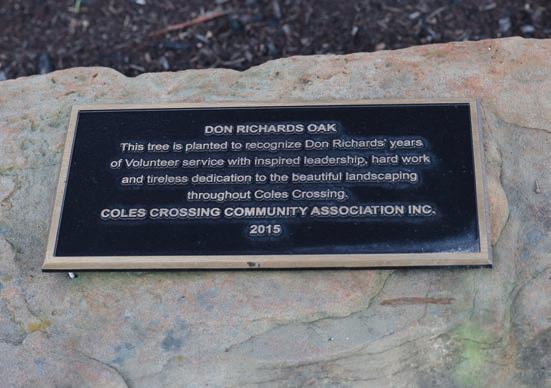 DON RICHARDS OAK
This tree is planted to recognize Don Richards' years
of Volunteer service with inspired leadership, hard work
and tireless dedication to the beautiful landscaping
throughout Coles Crossing.
COLES CROSSING COMMUNITY ASSOCIATION INC.
2015